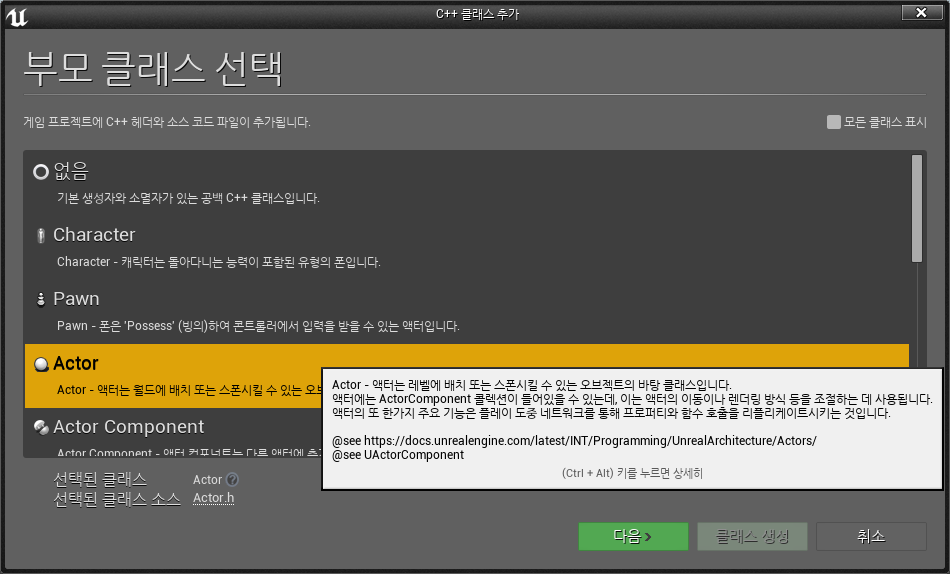 C++ 클래스 추가
부모 클래스 선택
게임 프로젝트에 C++ 헤더와 소스 코드 파일이 추가됩니다.
모든 클래스 표시
없음
기본 생성자와 소멸자가 있는 공백 C++ 클래스입니다.
Character
Character - 캐릭터는 돌아다니는 능력이 포함된 유형의 폰입니다.
Pawn
Pawn - 폰은 'Possess' (빙의)하여 콘트롤러에서 입력을 받을 수 있는 액터입니다.
Actor
Actor - 액터는 월드에 배치 또는 스폰시킬 수 있는
Actor - 액터는 레벨에 배치 또는 스폰시킬 수 있는 오브젝트의 바탕 클래스입니다.
액터에는 ActorComponent 콜렉션이 들어있을 수 있는데, 이는 액터의 이동이나 렌더링 방식 등을 조절하는 데 사용됩니다.
액터의 또 한가지 주요 기능은 플레이 도중 네트워크를 통해 프로퍼티와 함수 호출을 리플리케이트시키는 것입니다.
@see https://docs.unrealengine.com/latest/INT/Programming/UnrealArchitecture/Actors/
@see UActorComponent
(Ctrl + Alt) 키를 누르면 상세히
Actor Component
Actor Component - 액터 컴포넌트는 다른 액터에
선택된 클래스
Actor
선택된 클래스 소스
Actor.h
다음
클래스 생성
취소